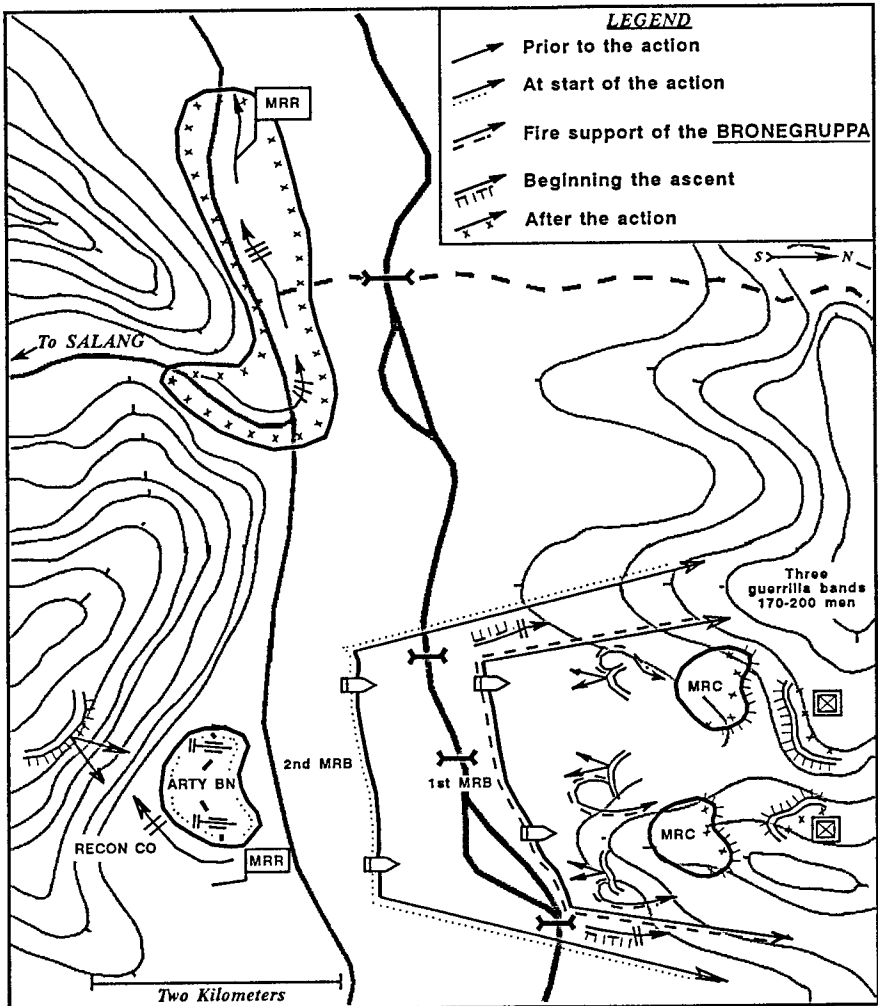 LEGEND
Prior to the action
At start of the action
Fire support of the BRONEGRUPPA
Beginning the ascent
After the action
MRR
S N
To SALANG
Three
guerrilla bands
170-200 men
MRC
2nd MRB
1st MRB
ARTY BN
MRC
RECON CO
MRR
Two Kilometers